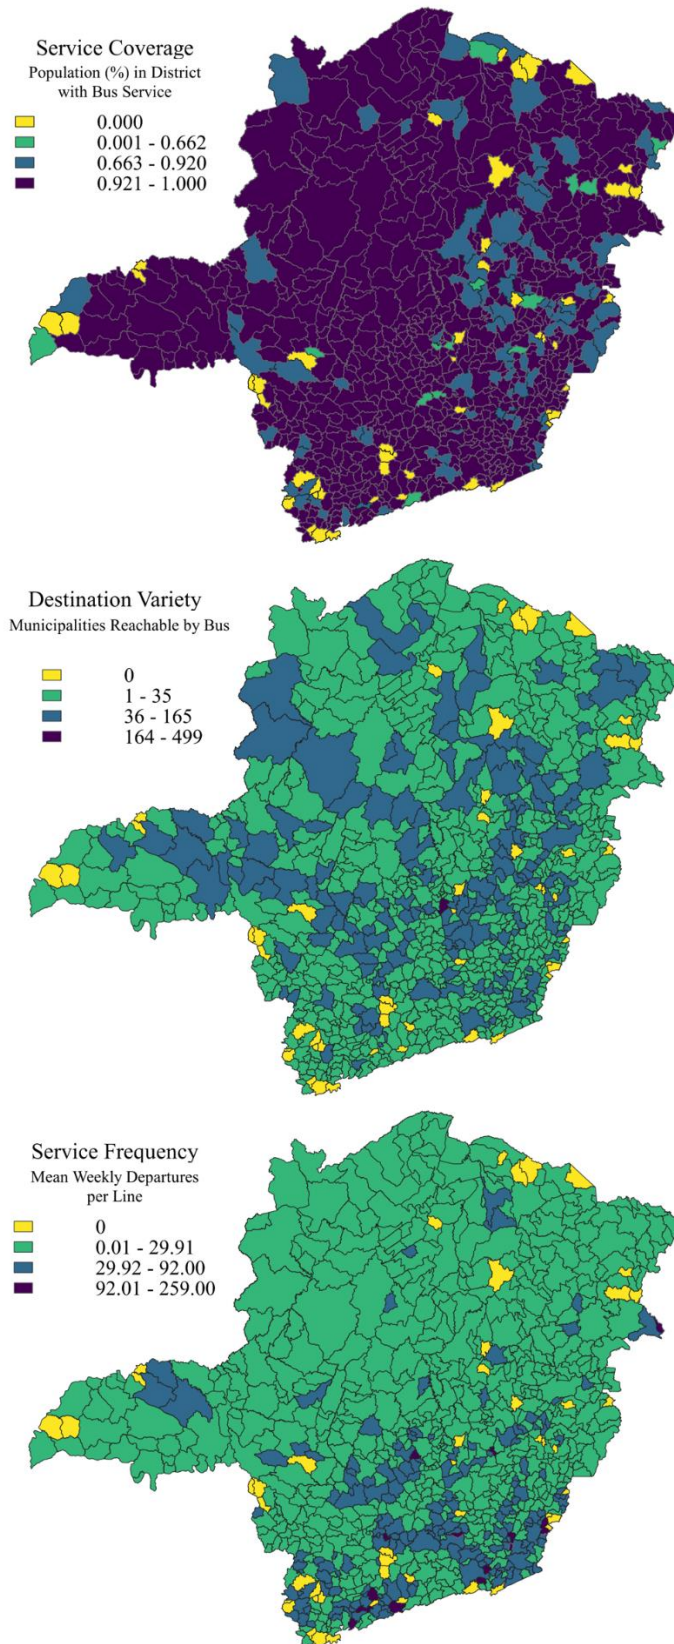 Service Coverage
Population (%) in District
with Bus Service
0.000
0.001 - 0.662
0.663 - 0.920
0.921 - 1.000
Destination Variety
Municipalities Reachable by Bus
0
1 - 35
36 - 165
164 - 499
Service Frequency
Mean Weekly Departures
per Line
0
0.01 - 29.91
29.92 - 92.00
92.01 - 259.00